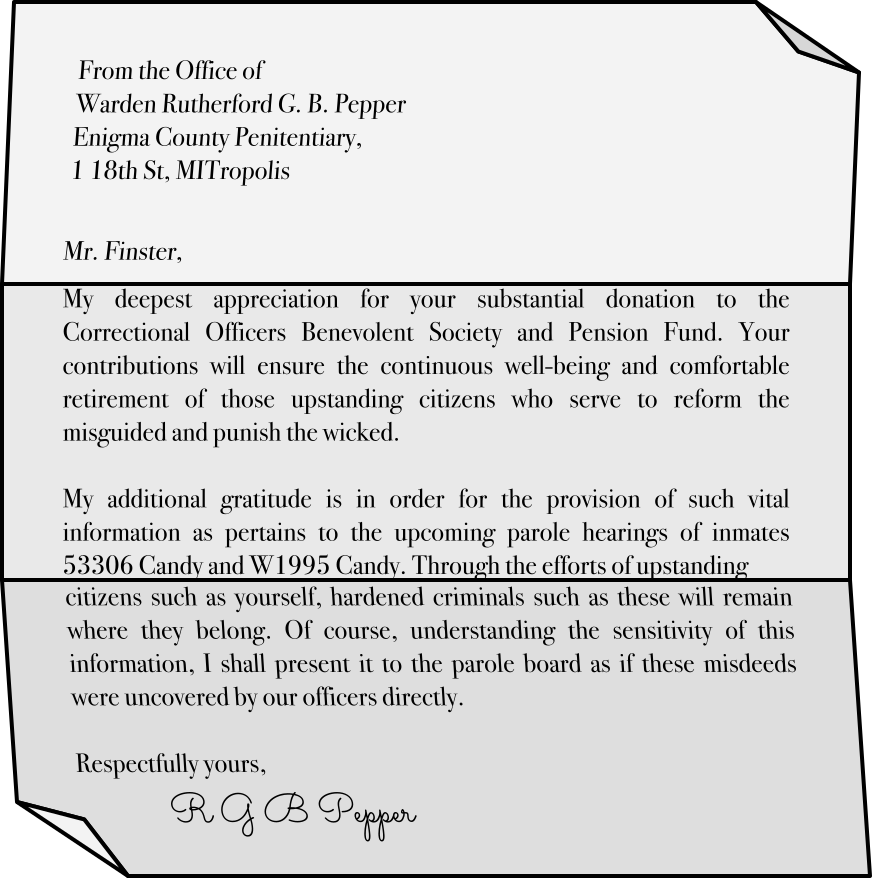 From the Office of
Warden Rutherford G. B. Pepper
Enigma County Penitentiary,
1 18th St, MITropolis
Mr. Finster,
My deepest appreciation for your substantial donation to the
Correctional Officers Benevolent Society and Pension Fund. Your
contributions will ensure the continuous well-being and comfortable
retirement of those upstanding citizens who serve to reform the
misguided and punish the wicked.
My additional gratitude is in order for the provision of such vital
information as pertains to the upcoming parole hearings of inmates
53306 Candy and W1995 Candy. Through the efforts of upstanding
citizens such as yourself, hardened criminals such as these will remain
where they belong. Of course, understanding the sensitivity of this
information, I shall present it to the parole board as if these misdeeds
were uncovered by our officers directly.
Respectfully yours,
R G B Pepper